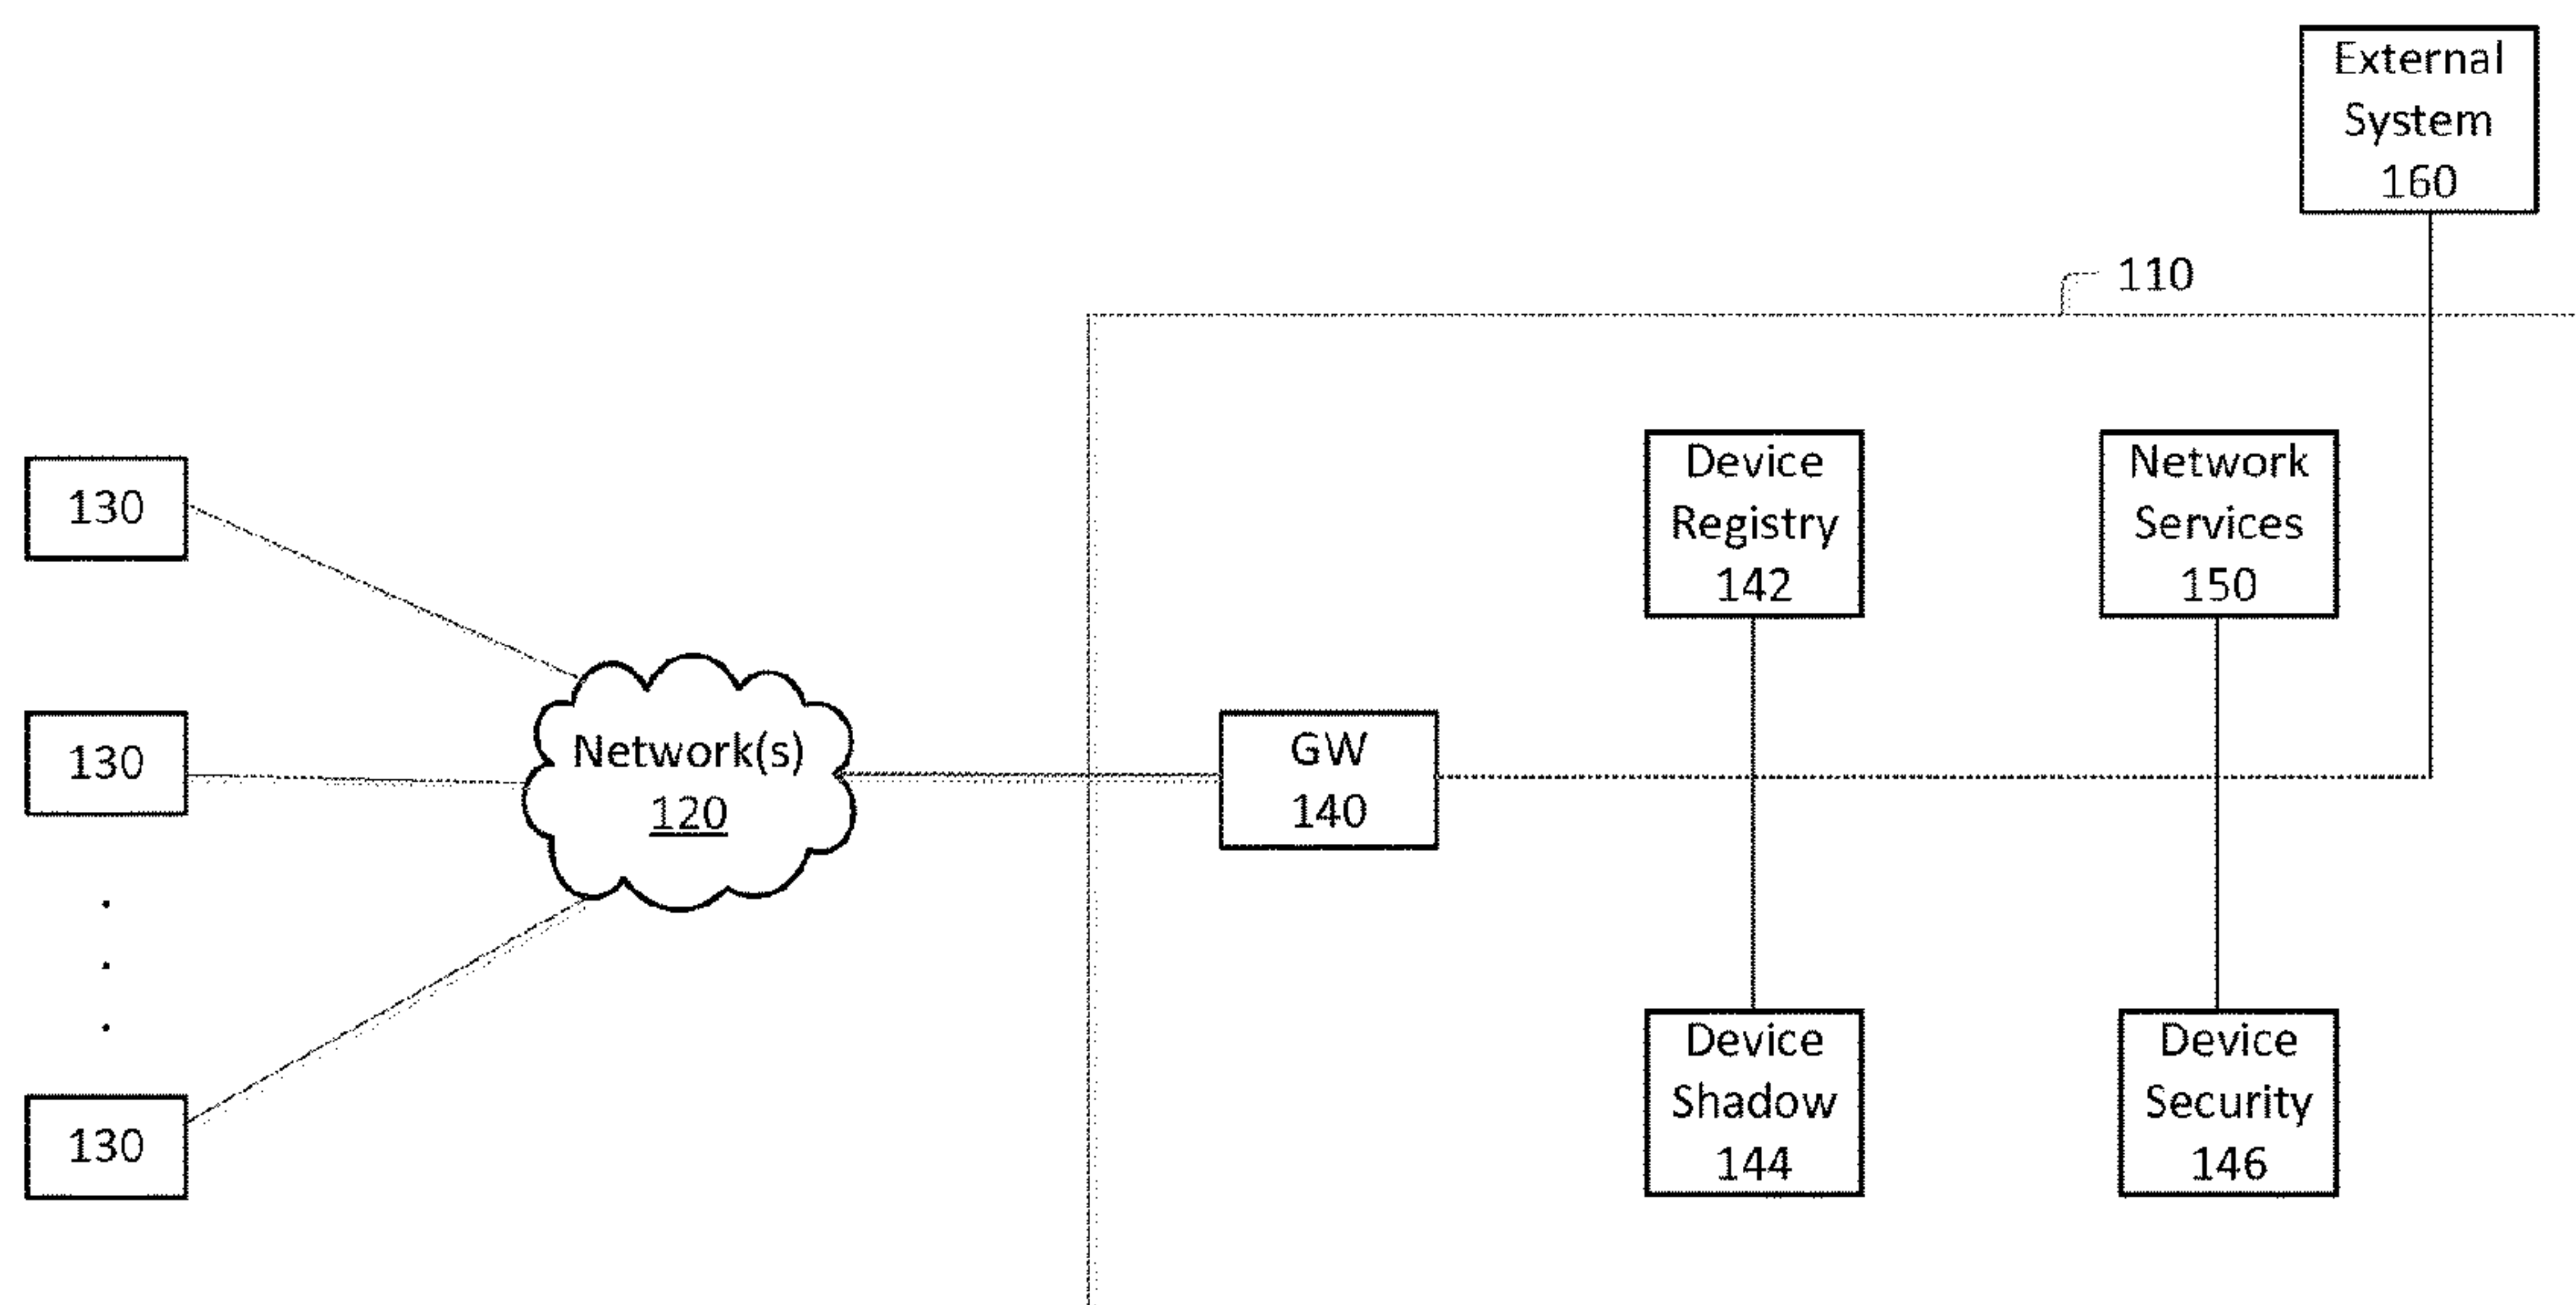 External
System
160
110
Device
Registry
142
Network
Services
150
130
130
Network(s)
120
GW
140
130
Device
Shadow
144
Device
Security
146